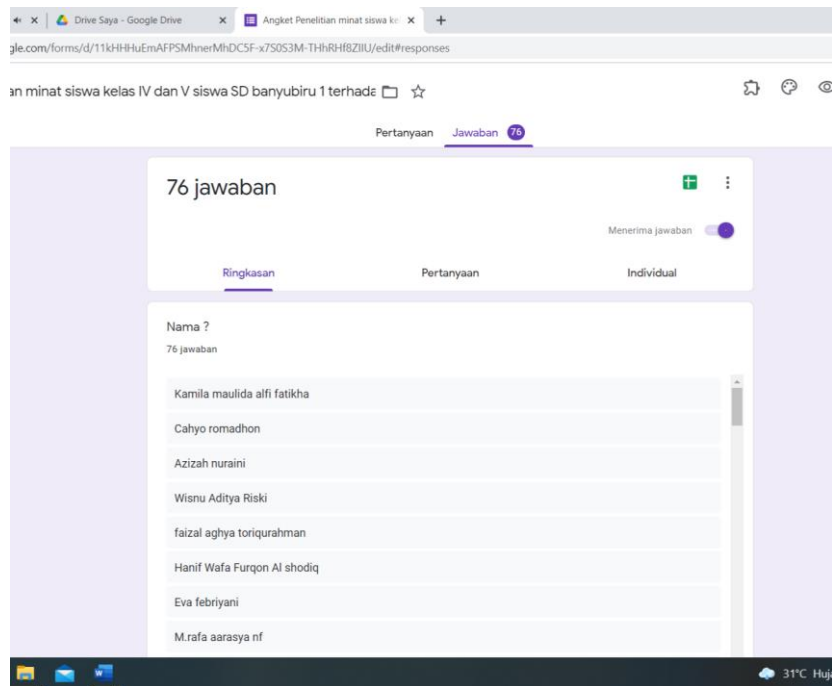 Drive Saya - Google Drive
Angket Penelitian minat siswa ke
gle.com/forms/d/11kHHHuEmAFPSMhnerMhDC5F-x7S0S3M-THhRHf8ZIIU/edit#responses
an minat siswa kelas IV dan V siswa SD banyubiru 1 terhada
Pertanyaan Jawaban 76
76 jawaban
Menerima jawaban
Ringkasan Pertanyaan Individual
Nama ?
76 jawaban
Kamila maulida alfi fatikha
Cahyo romadhon
Azizah nuraini
Wisnu Aditya Riski
faizal aghya toriqurahman
Hanif Wafa Furqon Al shodiq
Eva febriyani
M.rafa aarasya nf
31°C Huja